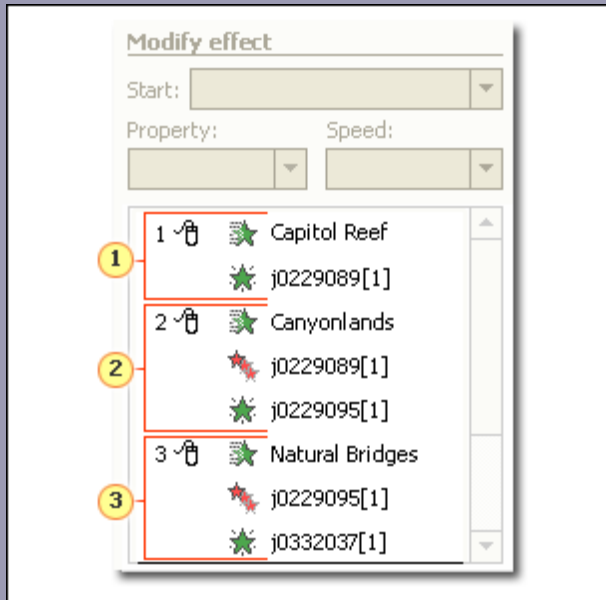 Modify effect
Start:
Property: Speed:
1 Capitol Reef
1
j0229089[1]
2 Canyonlands
2
j0229089[1]
j0229095[1]
3 Natural Bridges
3
j0229095[1]
j0332037[1]